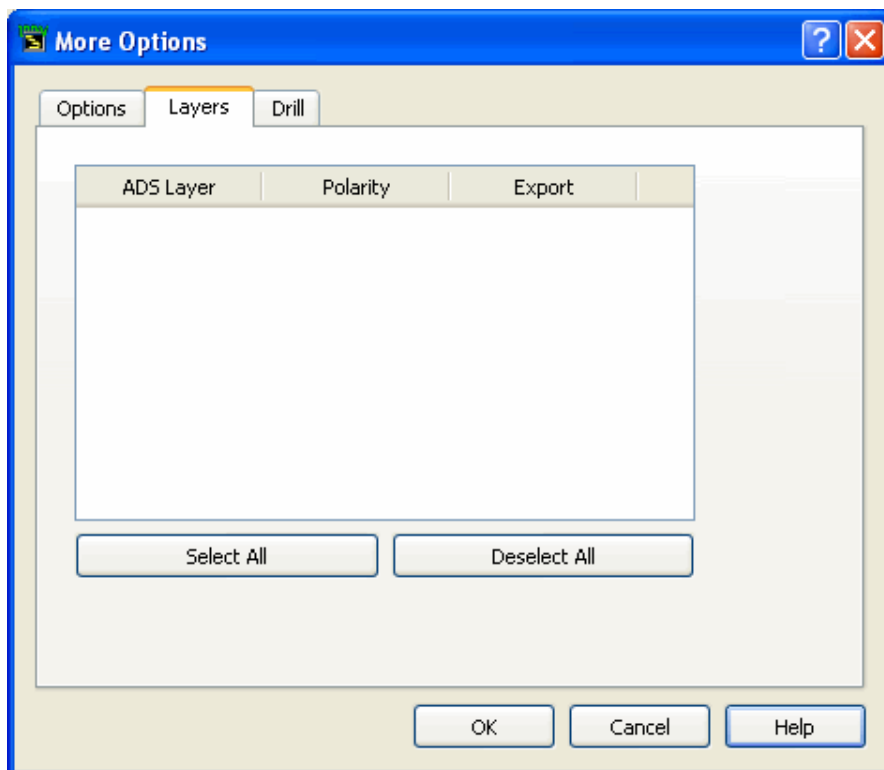 More Options
Options Layers Drill
ADS Layer Polarity Export
Select All Deselect All
OK Cancel Help